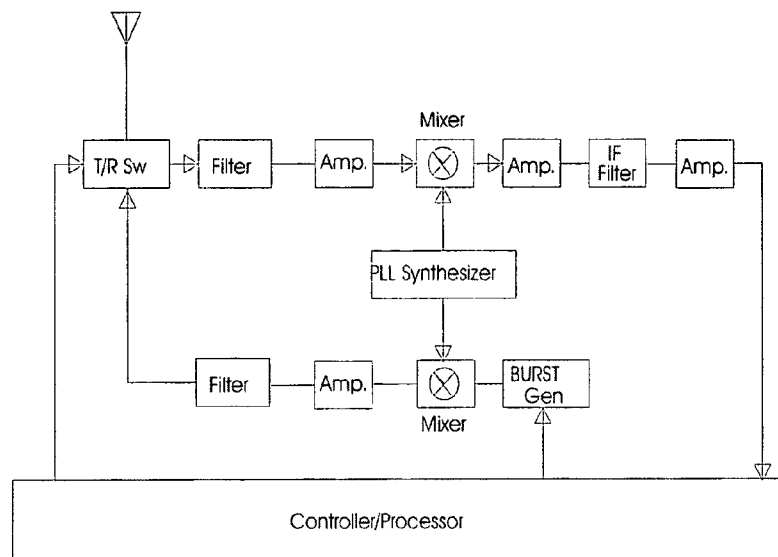 Mixer
T/R Sw
Filter
Amp.
Amp.
IF
Filter
Amp.
PLL Synthesizer
Filter
Amp.
BURST
Gen
Mixer
Controller/Processor